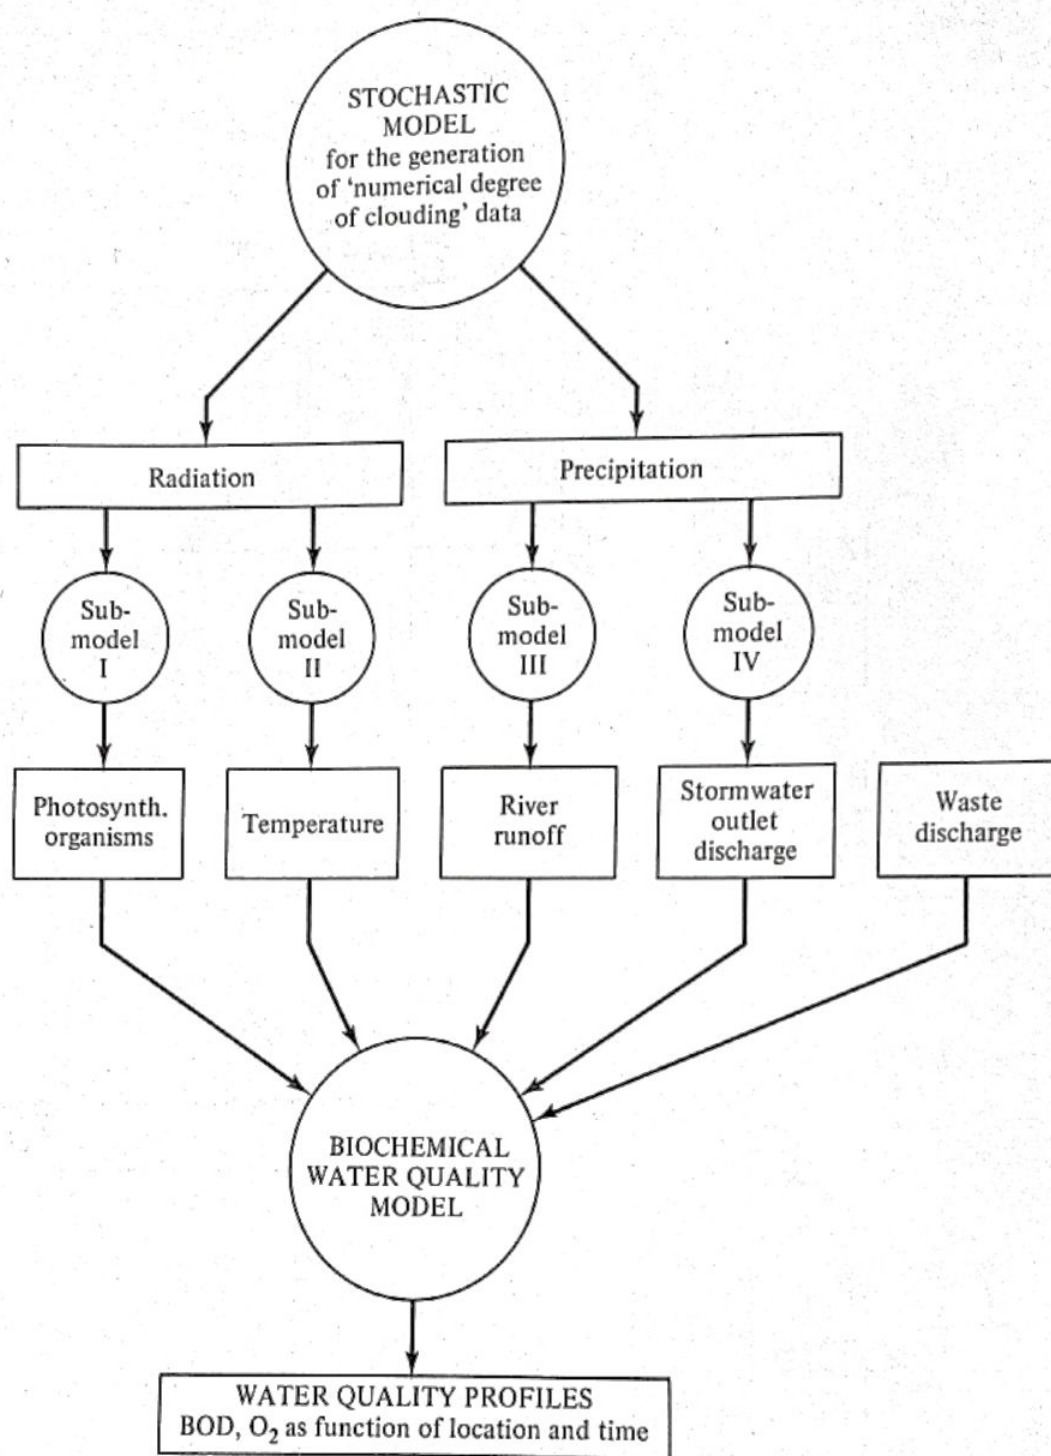 STOCHASTIC
MODEL
for the generation
of ‘numerical degree
of clouding’ data
Radiation
Precipitation
Sub-
model
I
Sub-
model
II
Sub-
model
III
Sub-
model
IV
Photosynth.
organisms
Temperature
River
runoff
Stormwater
outlet
discharge
Waste
discharge
BIOCHEMICAL
WATER QUALITY
MODEL
WATER QUALITY PROFILES
BOD, O₂ as function of location and time